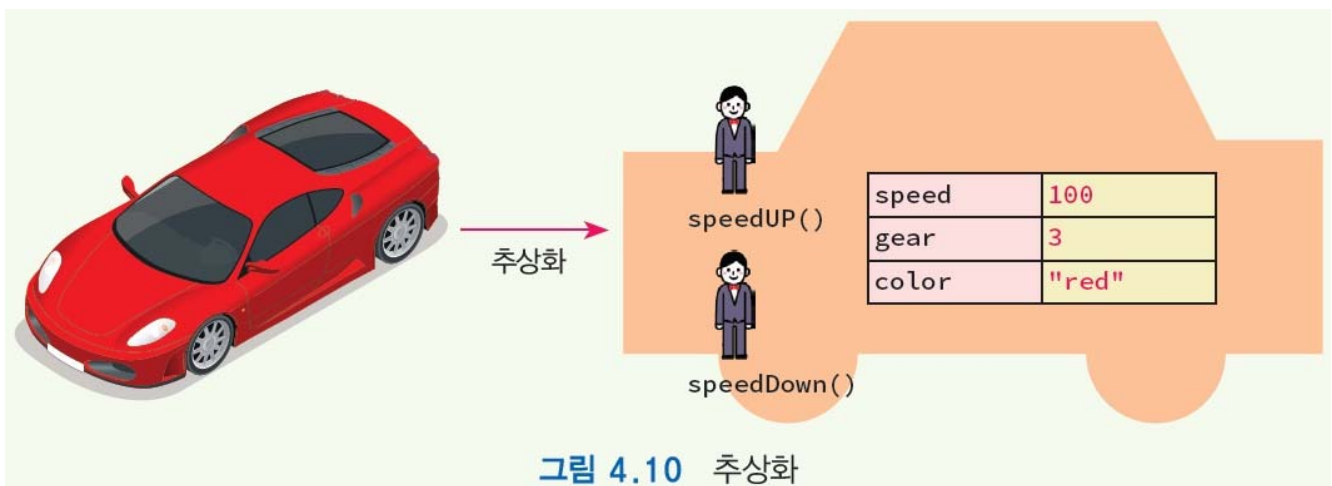 추상화
speedUP()
speedDown()
speed 100
gear 3
color "red"
그림 4.10 추상화